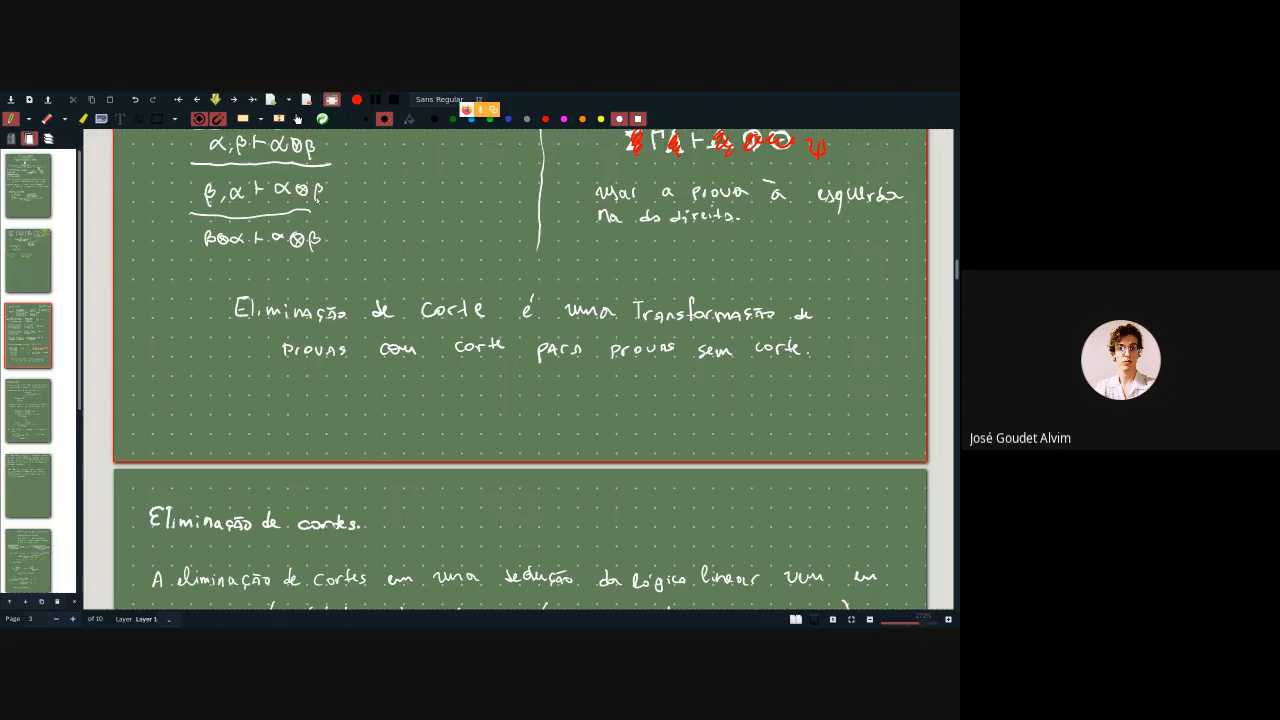 Sans Regular 12
α, β ⊢ α⊗β
β, α ⊢ α⊗β
β⊗α ⊢ α⊗β
ψ
usar a prova à esquerda
na da direita.
Eliminação de corte é uma Transformação de
provas com corte para provas sem corte.
Eliminação de cortes.
A eliminação de cortes em uma dedução da lógica linear vem em
José Goudet Alvim
Page 3 of 10 Layer Layer 1